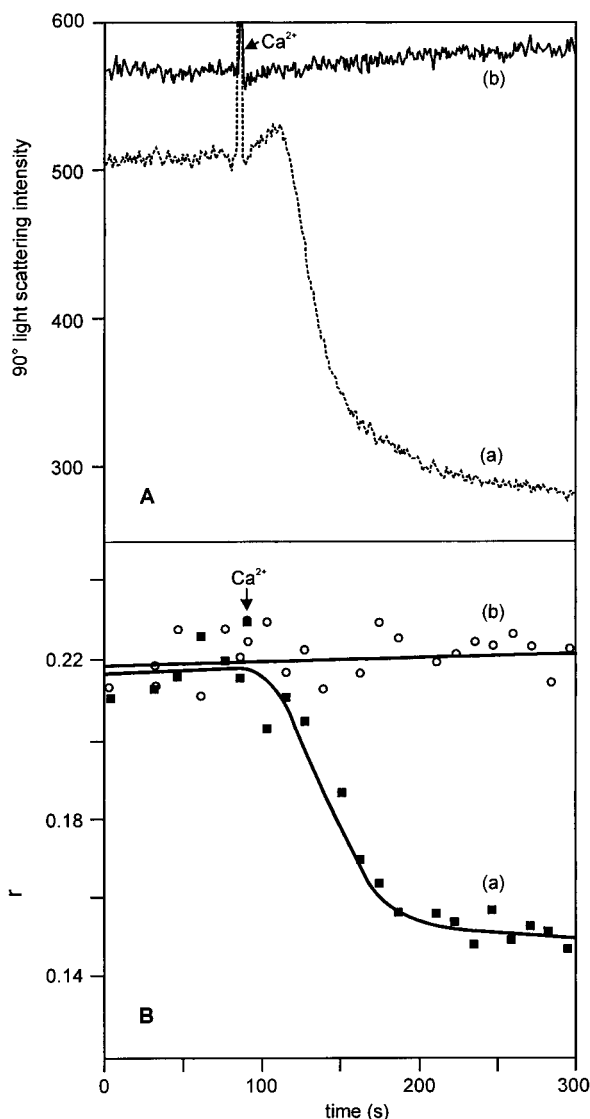 600
Ca²⁺
(b)
500
90° light scattering intensity
400
300
(a)
A
Ca²⁺
(b)
0.22
0.18
r
(a)
0.14
B
0
100
200
300
time (s)